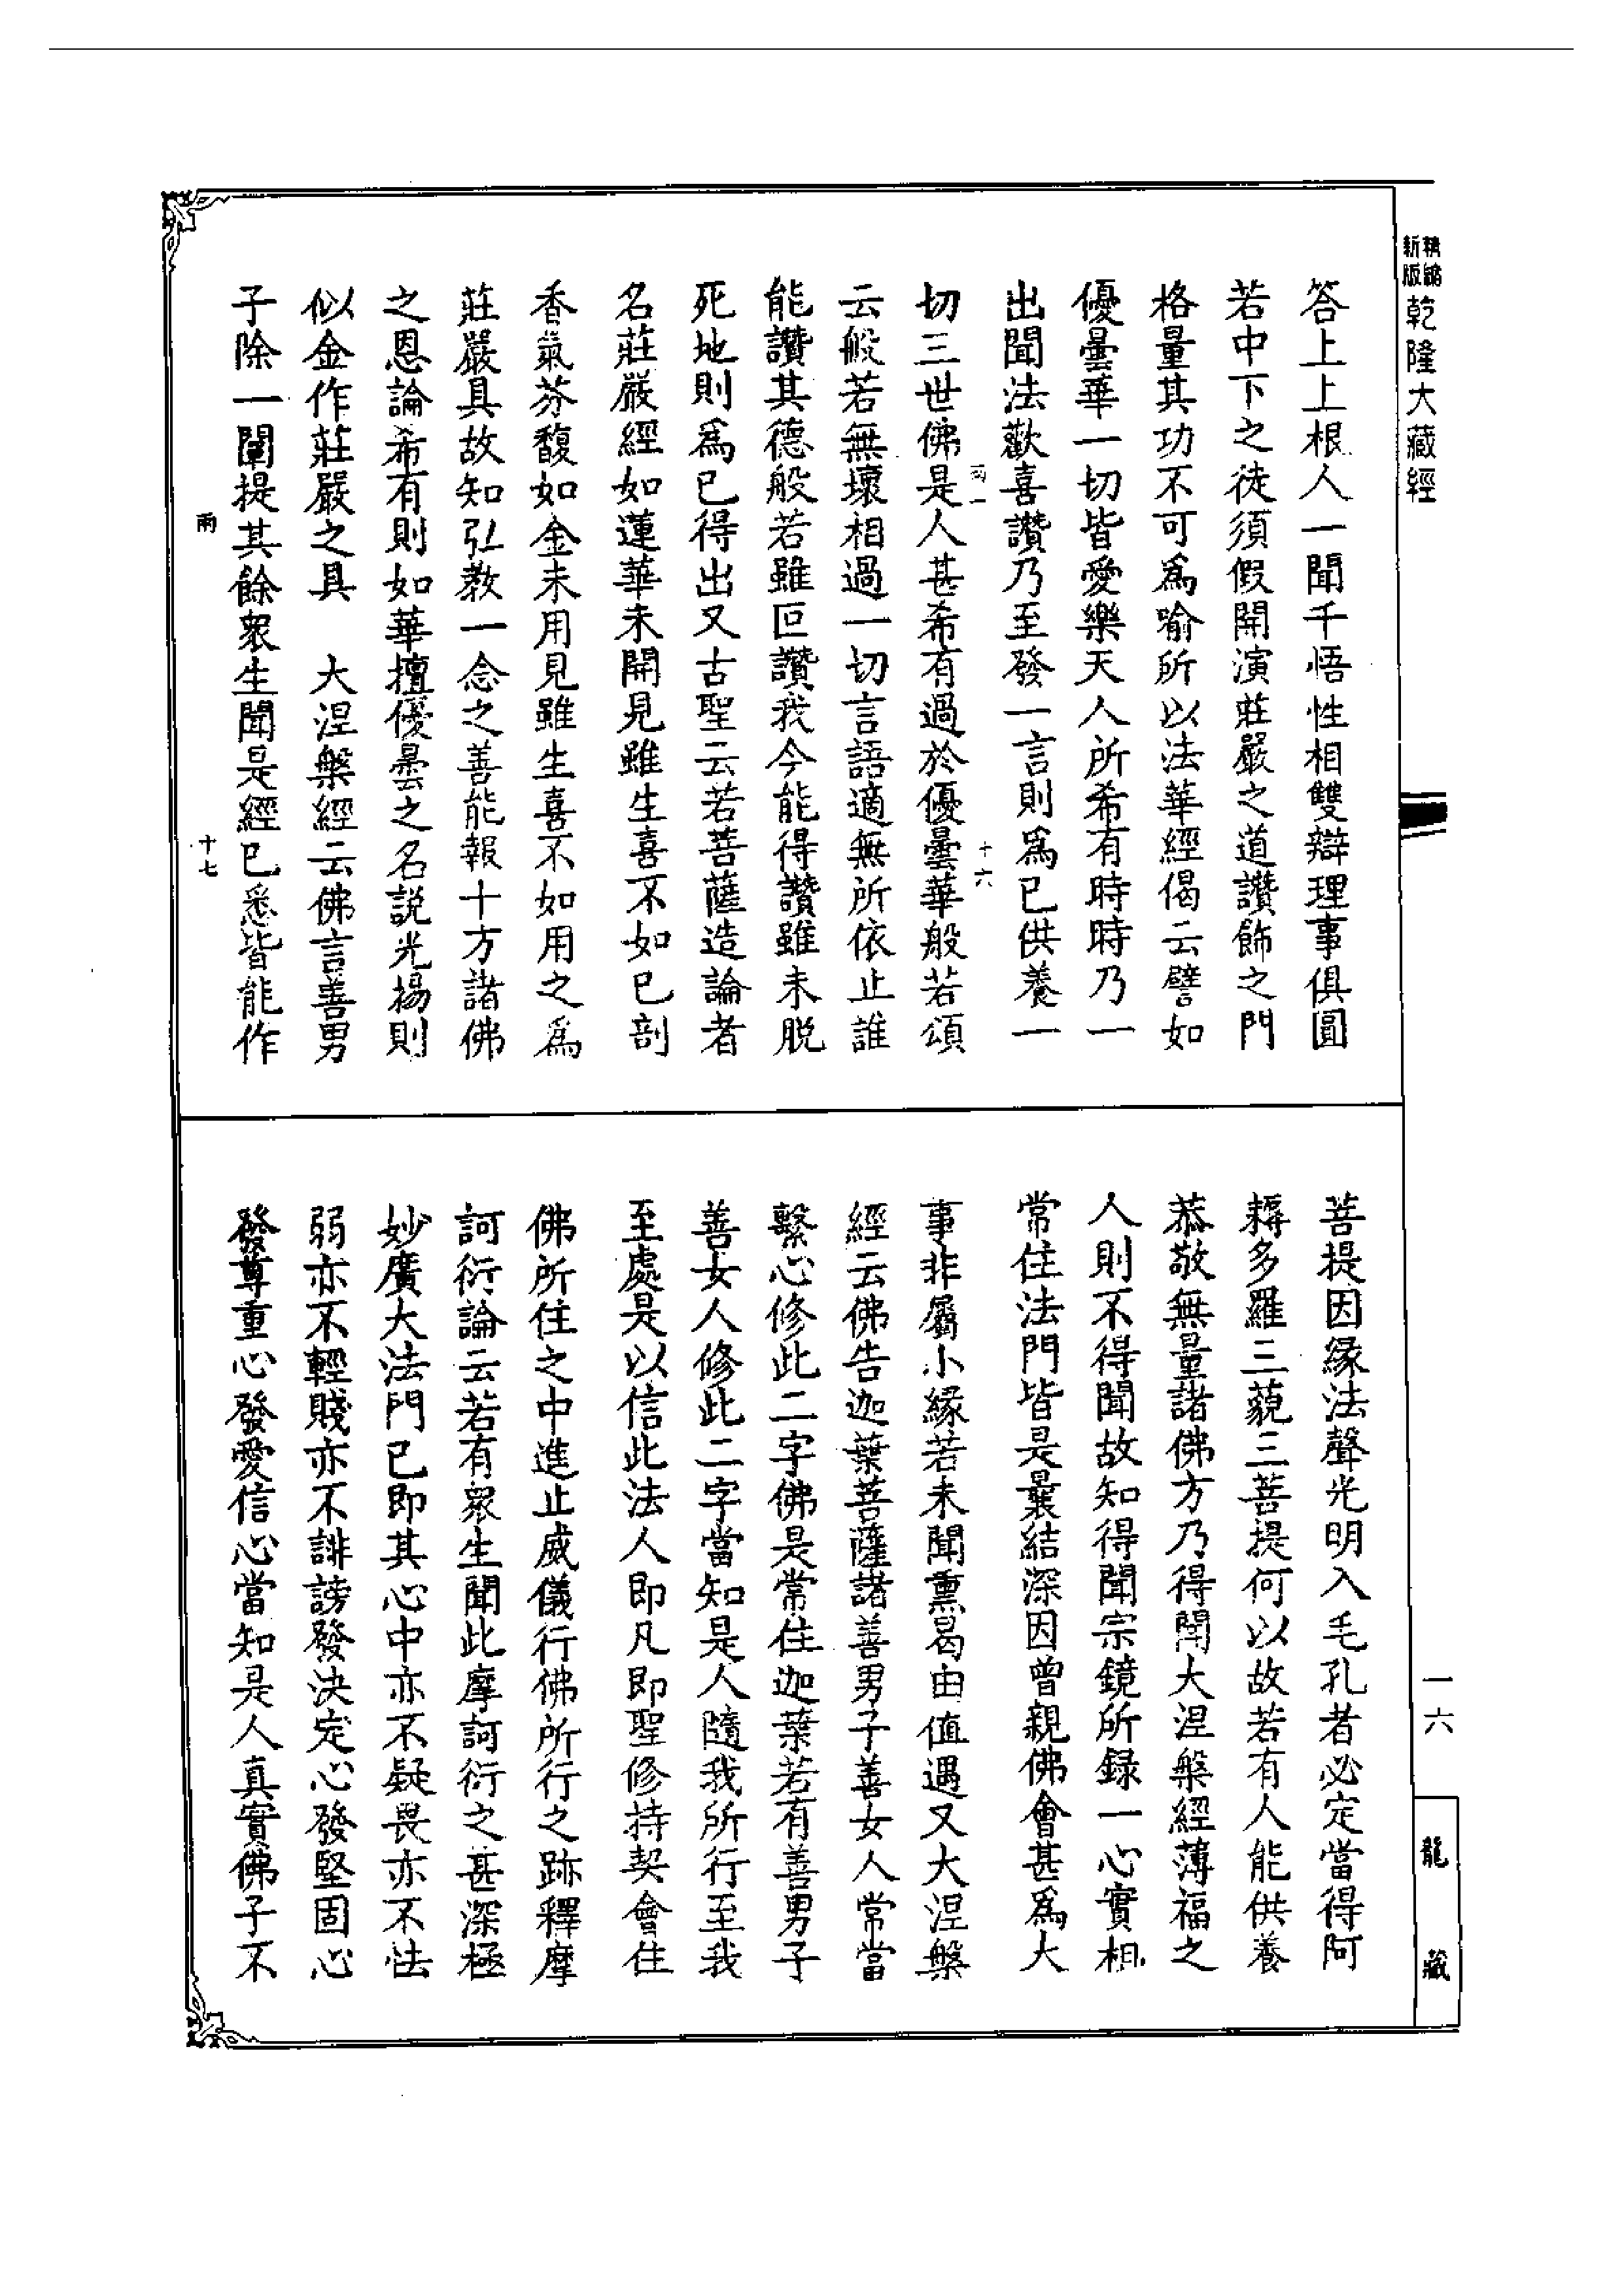 精縮
新版
乾隆大藏經
答上上根人一聞千悟性相雙辯理事俱圓
若中下之徒須假開演莊嚴之道讚飾之門
格量其功不可為喻所以法華經偈云譬如
優曇華一切皆愛樂天人所希有時時乃一
出聞法歡喜讚乃至發一言則為已供養一
切三世佛是人甚希有過於優曇華般若頌
云般若無壞相過一切言語適無所依止誰
能讚其德般若雖叵讚我今能得讚雖未脫
死地則為已得出又古聖云若菩薩造論者
名莊嚴經如蓮華未開見雖生喜不如已剖
香氣芬馥如金未用見雖生喜不如用之為
莊嚴具故知弘教一念之善能報十方諸佛
之恩論希有則如華擅優曇之名說光揚則
似金作莊嚴之具　大涅槃經云佛言善男
子除一闡提其餘眾生聞是經已悉皆能作
雨一
十六
雨
十七
菩提因緣法聲光明入毛孔者必定當得阿
耨多羅三藐三菩提何以故若有人能供養
恭敬無量諸佛方乃得聞大涅槃經薄福之
人則不得聞故知得聞宗鏡所錄一心實相
常住法門皆是曩結深因曾親佛會甚為大
事非屬小緣若未聞熏曷由值遇又大涅槃
經云佛告迦葉菩薩諸善男子善女人常當
繫心修此二字佛是常住迦葉若有善男子
善女人修此二字當知是人隨我所行至我
至處是以信此法人即凡即聖修持契會住
佛所住之中進止威儀行佛所行之跡釋摩
訶衍論云若有眾生聞此摩訶衍之甚深極
妙廣大法門已即其心中亦不疑畏亦不怯
弱亦不輕賤亦不誹謗發決定心發堅固心
發尊重心發愛信心當知是人真實佛子不
一六
龍藏